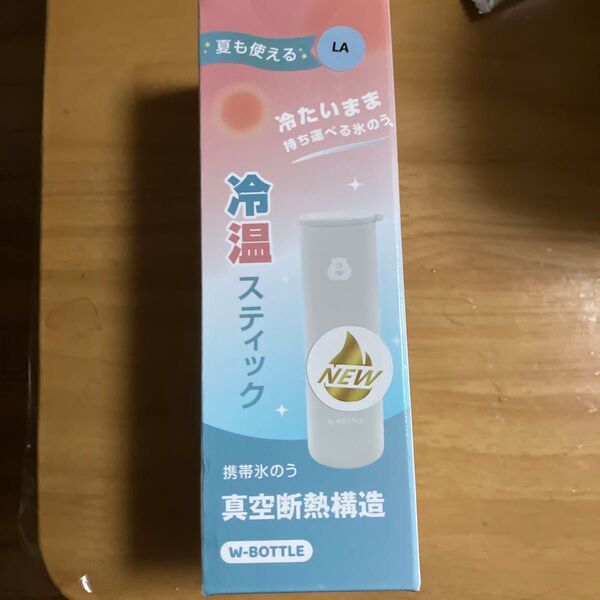 夏も使える
LA
冷たいまま
持ち運べる氷のう
冷温スティック
NEW
W-BOTTLE
携帯氷のう
真空断熱構造
W-BOTTLE